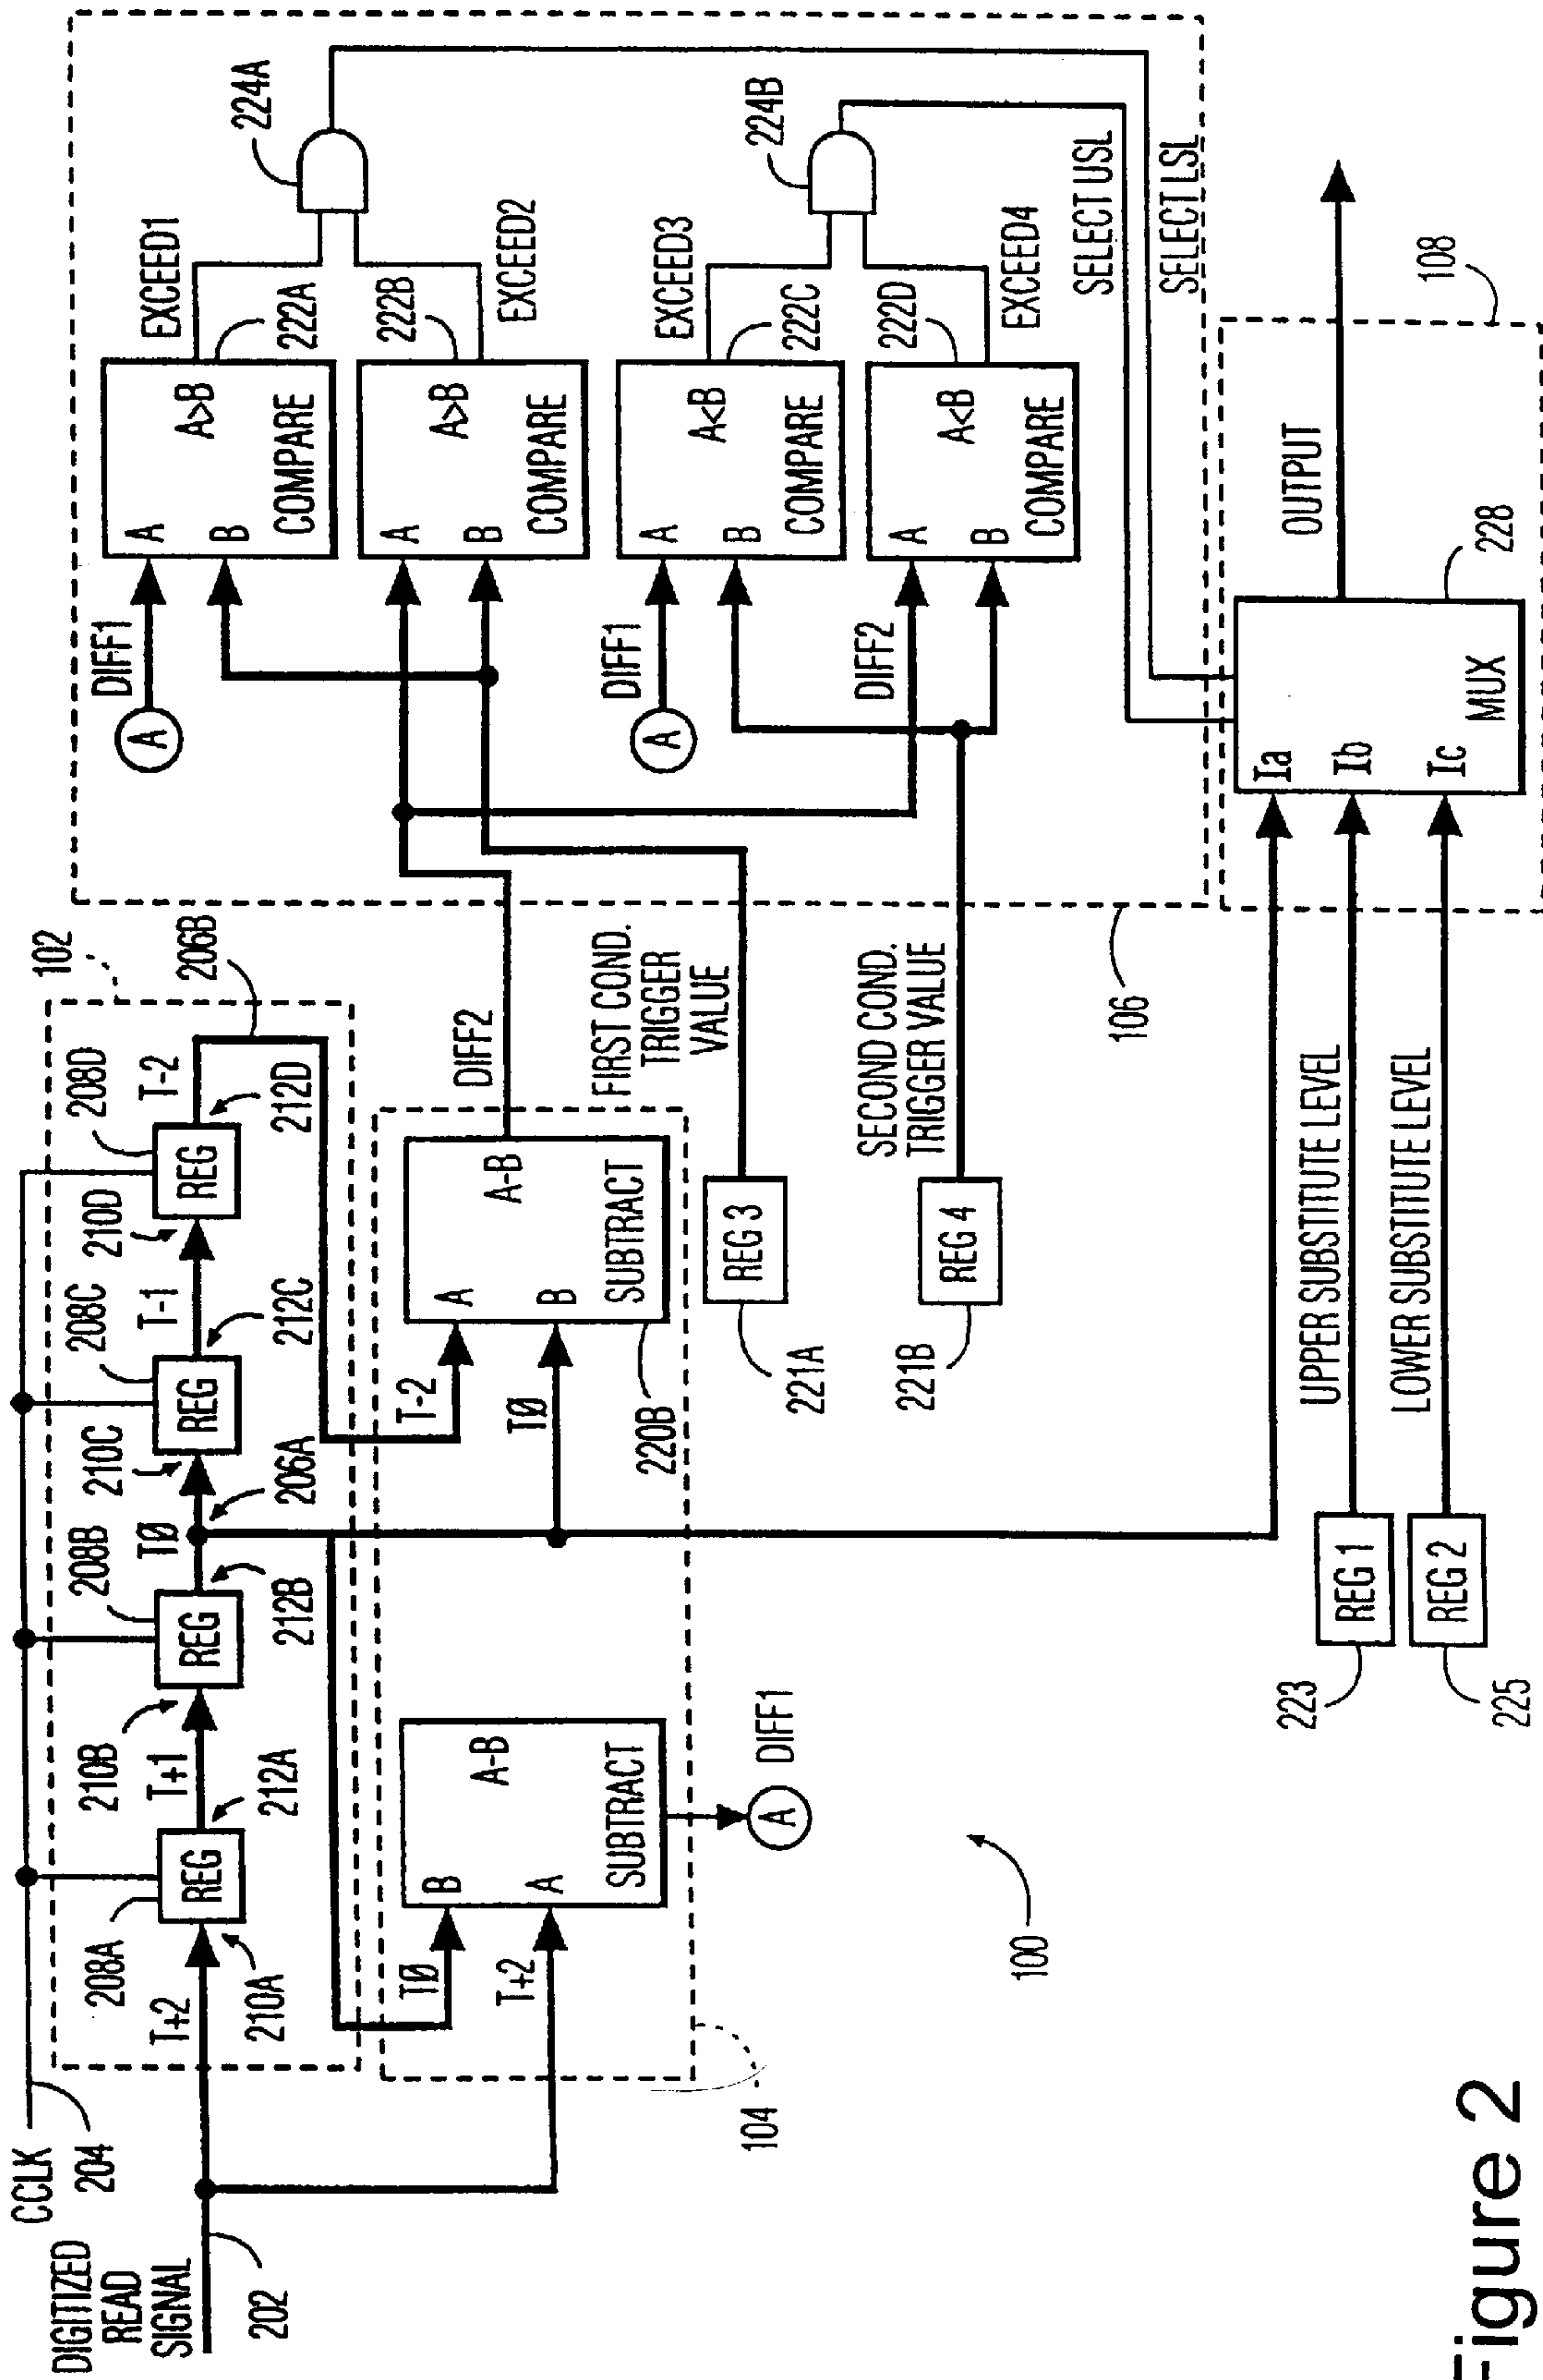 CCLK
204
DIGITIZED
READ
SIGNAL
202
T+2
210A
208A
REG
212A
T+1
210B
208B
REG
212B
TØ
206A
210C
208C
REG
212C
T-1
210D
208D
REG
212D
T-2
206B
102
TØ
T+2
B
A
A-B
SUBTRACT
A
DIFF1
104
T-2
TØ
A
B
A-B
SUBTRACT
220B
DIFF2
FIRST COND.
TRIGGER
VALUE
REG 3
221A
SECOND COND.
TRIGGER VALUE
REG 4
221B
106
DIFF1
A
A
B
A>B
COMPARE
EXCEED1
222A
A
B
A>B
COMPARE
222B
EXCEED2
224A
DIFF1
A
A
B
A<B
COMPARE
EXCEED3
222C
DIFF2
A
B
A<B
COMPARE
222D
EXCEED4
224B
SELECT USL
SELECT LSL
UPPER SUBSTITUTE LEVEL
REG 1
223
LOWER SUBSTITUTE LEVEL
REG 2
225
Ia
Ib
Ic
MUX
228
OUTPUT
108
100
Figure 2